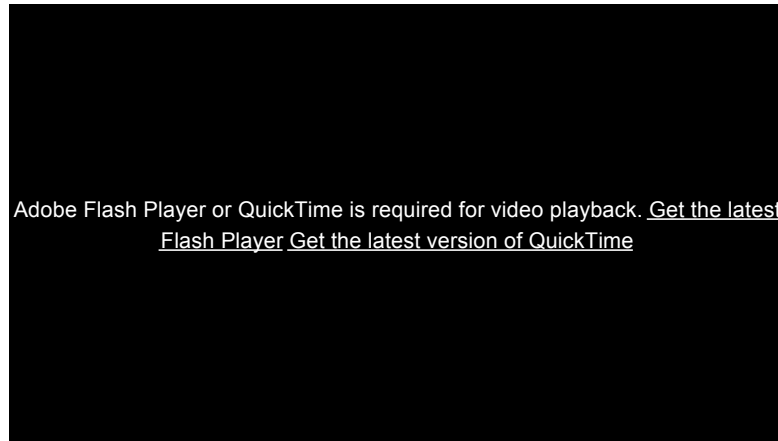 Adobe Flash Player or QuickTime is required for video playback. Get the latest
Flash Player Get the latest version of QuickTime